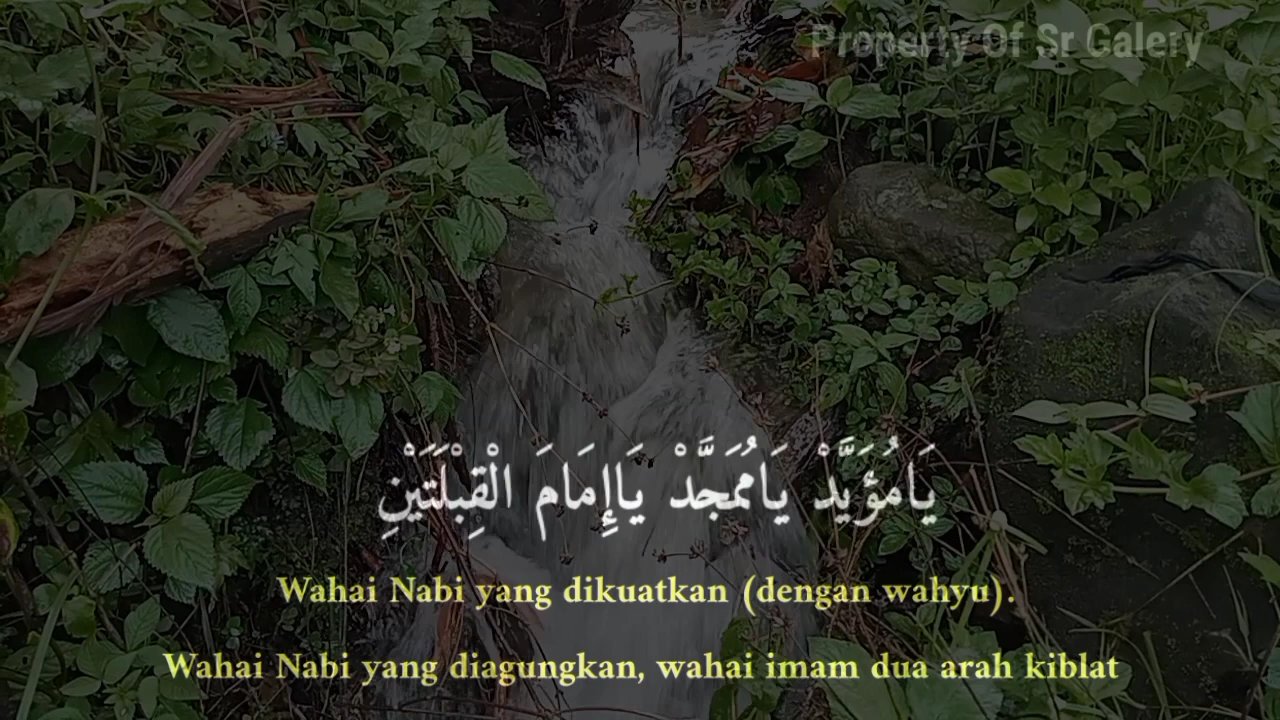 Property Of Sr Galery
يَامُؤَيَّدْ يَامُمَجَّدْ يَاإِمَامَ الْقِبْلَتَيْنِ
Wahai Nabi yang dikuatkan (dengan wahyu).
Wahai Nabi yang diagungkan, wahai imam dua arah kiblat